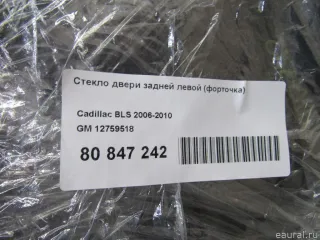 Стекло двери задней левой (форточка)
Cadillac BLS 2006-2010
GM 12759518
80 847 242
eaural.ru